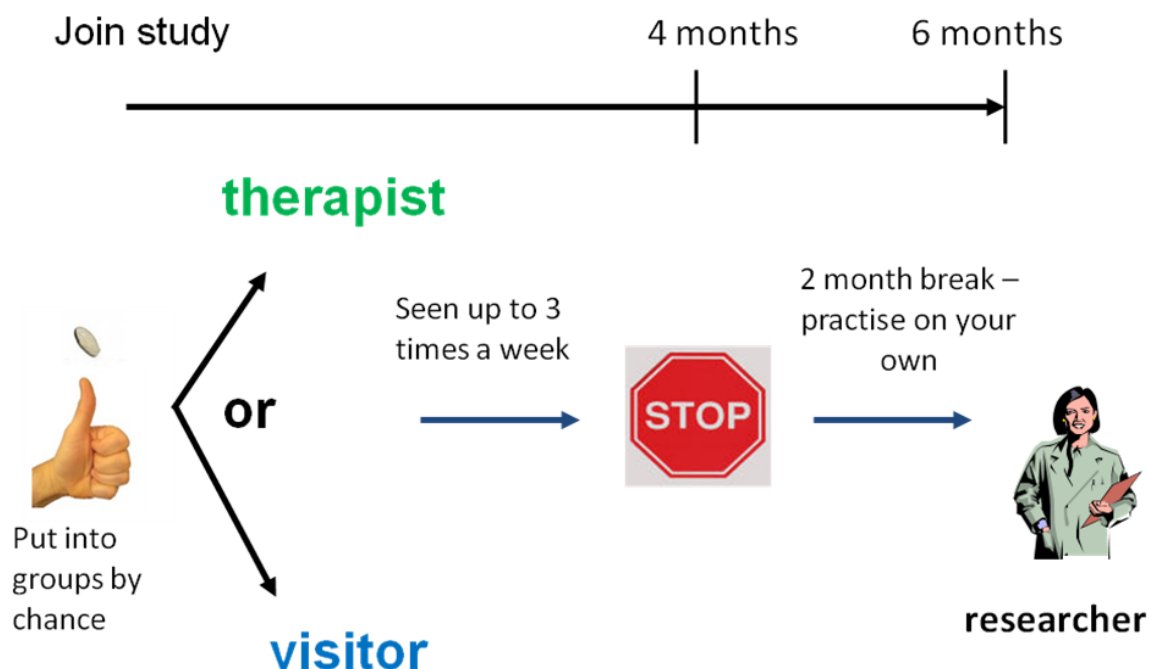 Join study
4 months
6 months
therapist
Seen up to 3
times a week
2 month break –
practise on your
own
or
STOP
Put into
groups by
chance
visitor
researcher